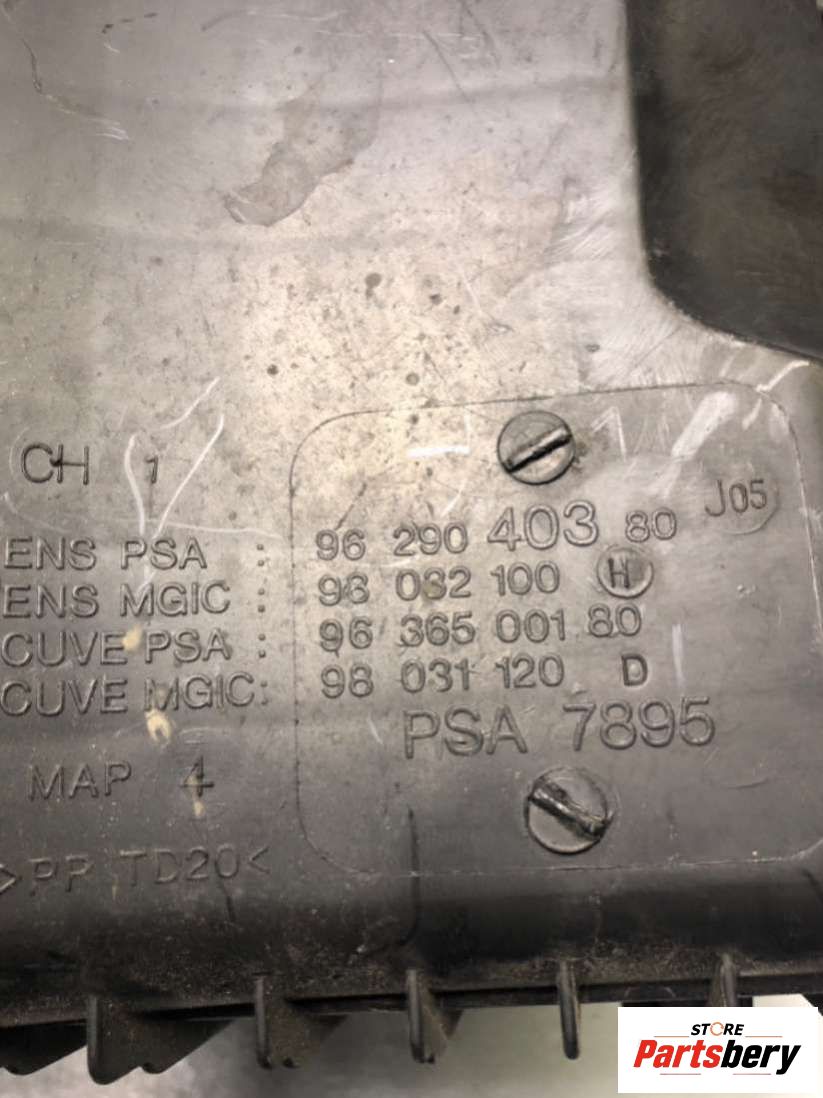 CH 1
J05
ENS PSA : 96 290 403 80
ENS MGIC : 98 032 100 H
CUVE PSA : 96 365 001 80
CUVE MGIC: 98 031 120 D
PSA 7895
MAP 4
>PP TD20<
STORE
Partsbery